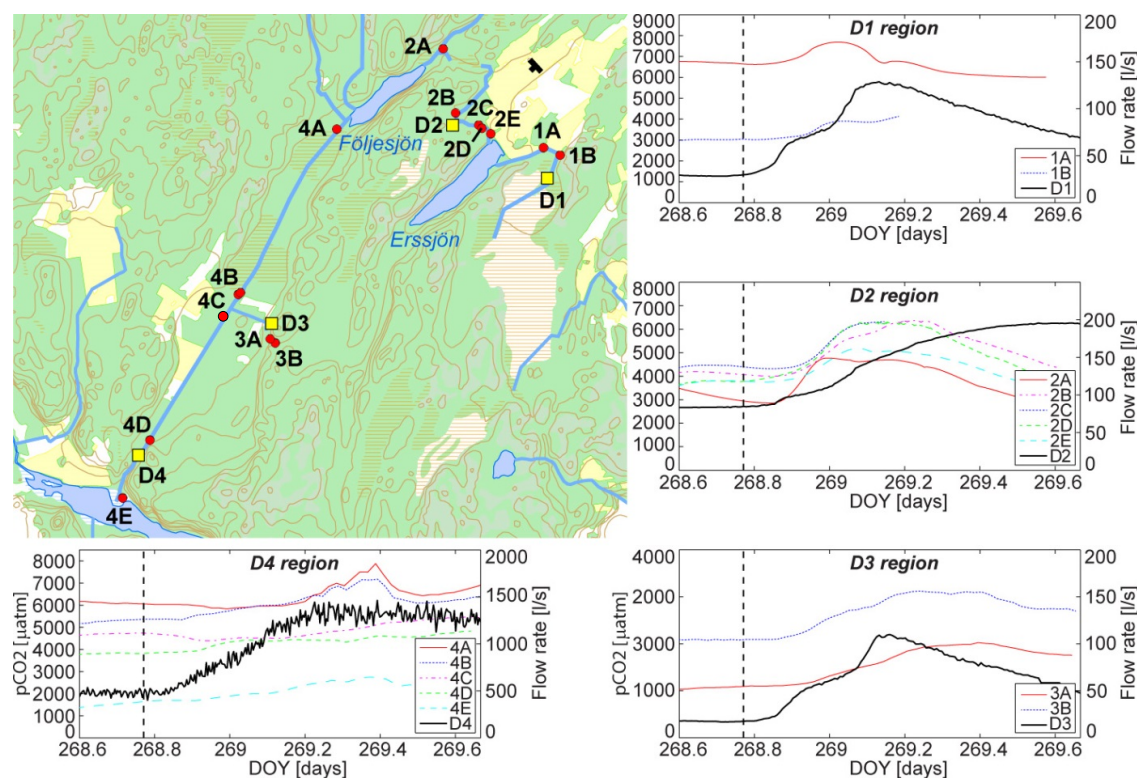 2A
2B
2C
D2
2E
2D
4A
1A
1B
D1
Följesjön
Erssjön
4B
4C
D3
3A
3B
4D
D4
4E
D1 region
9000
8000
7000
6000
5000
4000
3000
2000
1000
0
200
150
100
50
0
Flow rate [l/s]
1A
1B
D1
268.6 268.8 269 269.2 269.4 269.6
DOY [days]
D2 region
8000
7000
6000
5000
4000
3000
2000
1000
0
200
150
100
50
0
Flow rate [l/s]
2A
2B
2C
2D
2E
D2
268.6 268.8 269 269.2 269.4 269.6
DOY [days]
D4 region
pCO2 [µatm]
8000
7000
6000
5000
4000
3000
2000
1000
0
2000
1500
1000
500
0
Flow rate [l/s]
4A
4B
4C
4D
4E
D4
268.6 268.8 269 269.2 269.4 269.6
DOY [days]
D3 region
pCO2 [µatm]
4000
2000
3000
1000
0
200
150
100
50
0
Flow rate [l/s]
3A
3B
D3
268.6 268.8 269 269.2 269.4 269.6
DOY [days]